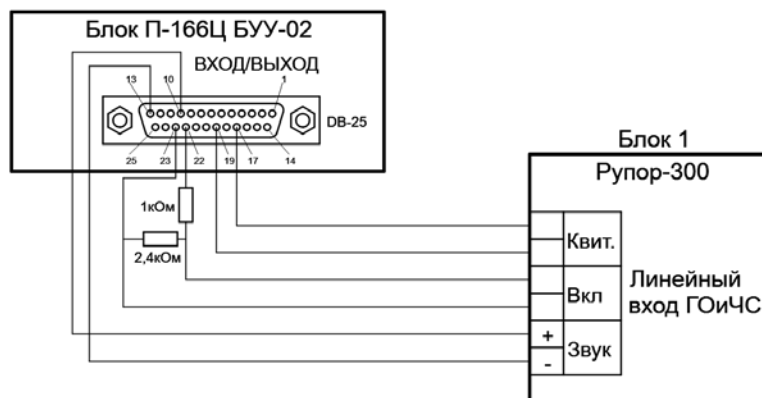 Блок П-166Ц БУУ-02
ВХОД/ВЫХОД
13
10
1
DB-25
25
23
22
19
17
14
1кОм
2,4кОм
Блок 1
Рупор-300
Квит.
Вкл
Линейный
вход ГОиЧС
+
Звук
-